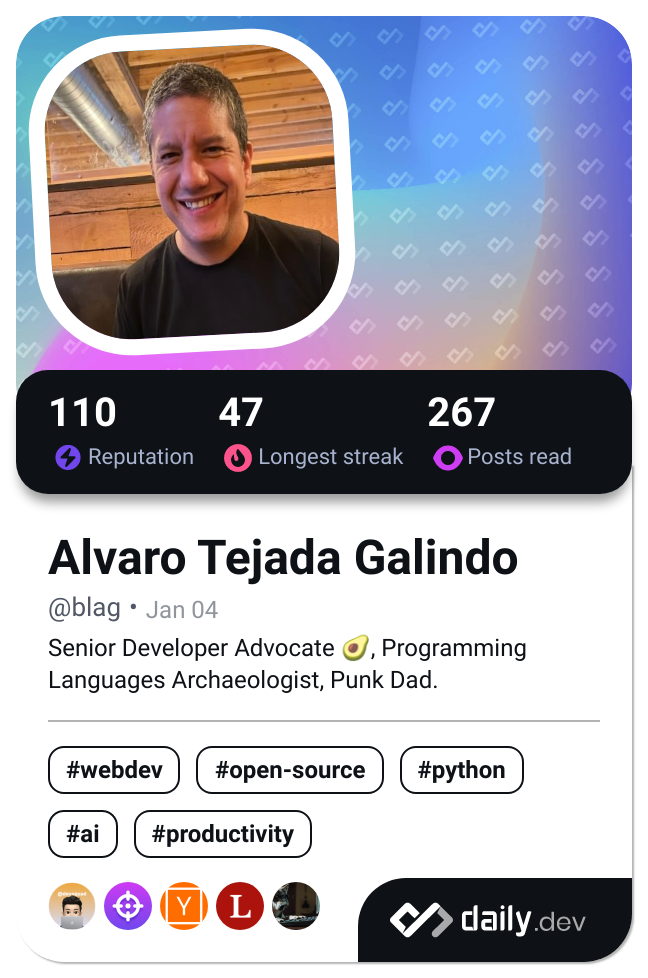 110 47 267
Reputation Longest streak Posts read
Alvaro Tejada Galindo
@blag • Jan 04
Senior Developer Advocate 🥑, Programming
Languages Archaeologist, Punk Dad.
#webdev #open-source #python
#ai #productivity
Y L
daily.dev